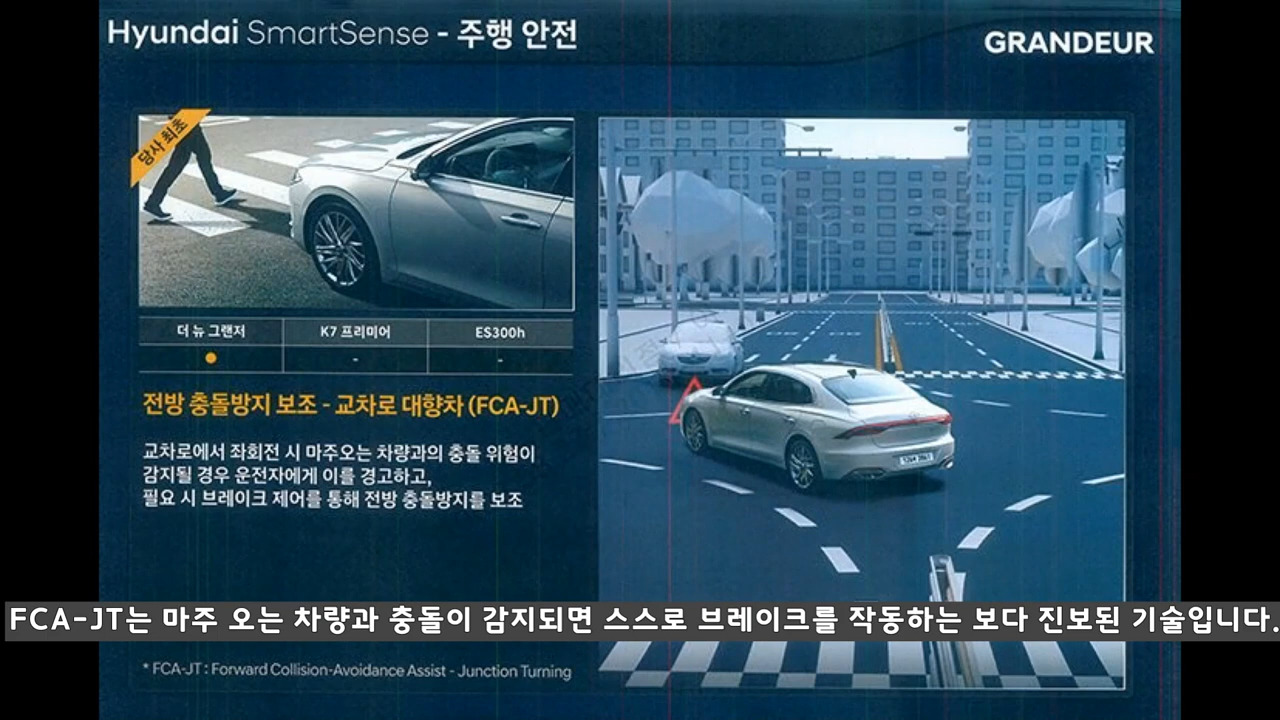 Hyundai SmartSense - 주행 안전
GRANDEUR
당사 최초
더 뉴 그랜저
K7 프리미어
ES300h
-
-
전방 충돌방지 보조 - 교차로 대향차 (FCA-JT)
교차로에서 좌회전 시 마주오는 차량과의 충돌 위험이
감지될 경우 운전자에게 이를 경고하고,
필요 시 브레이크 제어를 통해 전방 충돌방지를 보조
FCA-JT는 마주 오는 차량과 충돌이 감지되면 스스로 브레이크를 작동하는 보다 진보된 기술입니다.
* FCA-JT : Forward Collision-Avoidance Assist - Junction Turning